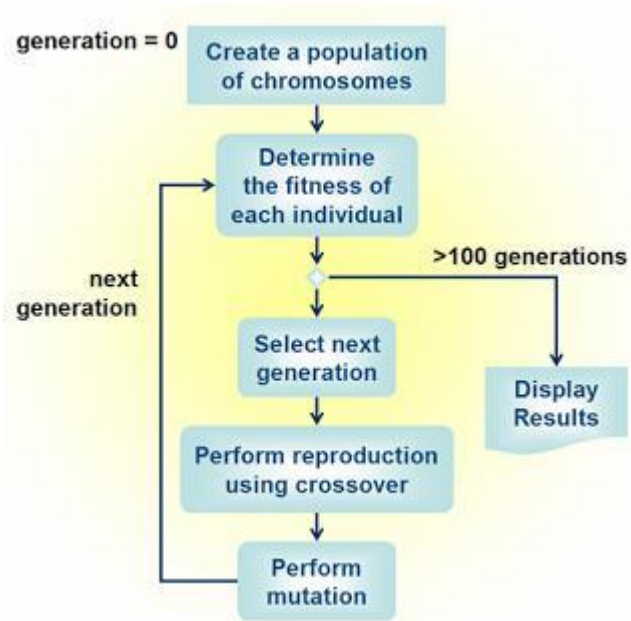 generation = 0
Create a population
of chromosomes
Determine
the fitness of
each individual
>100 generations
next
generation
Select next
generation
Display
Results
Perform reproduction
using crossover
Perform
mutation